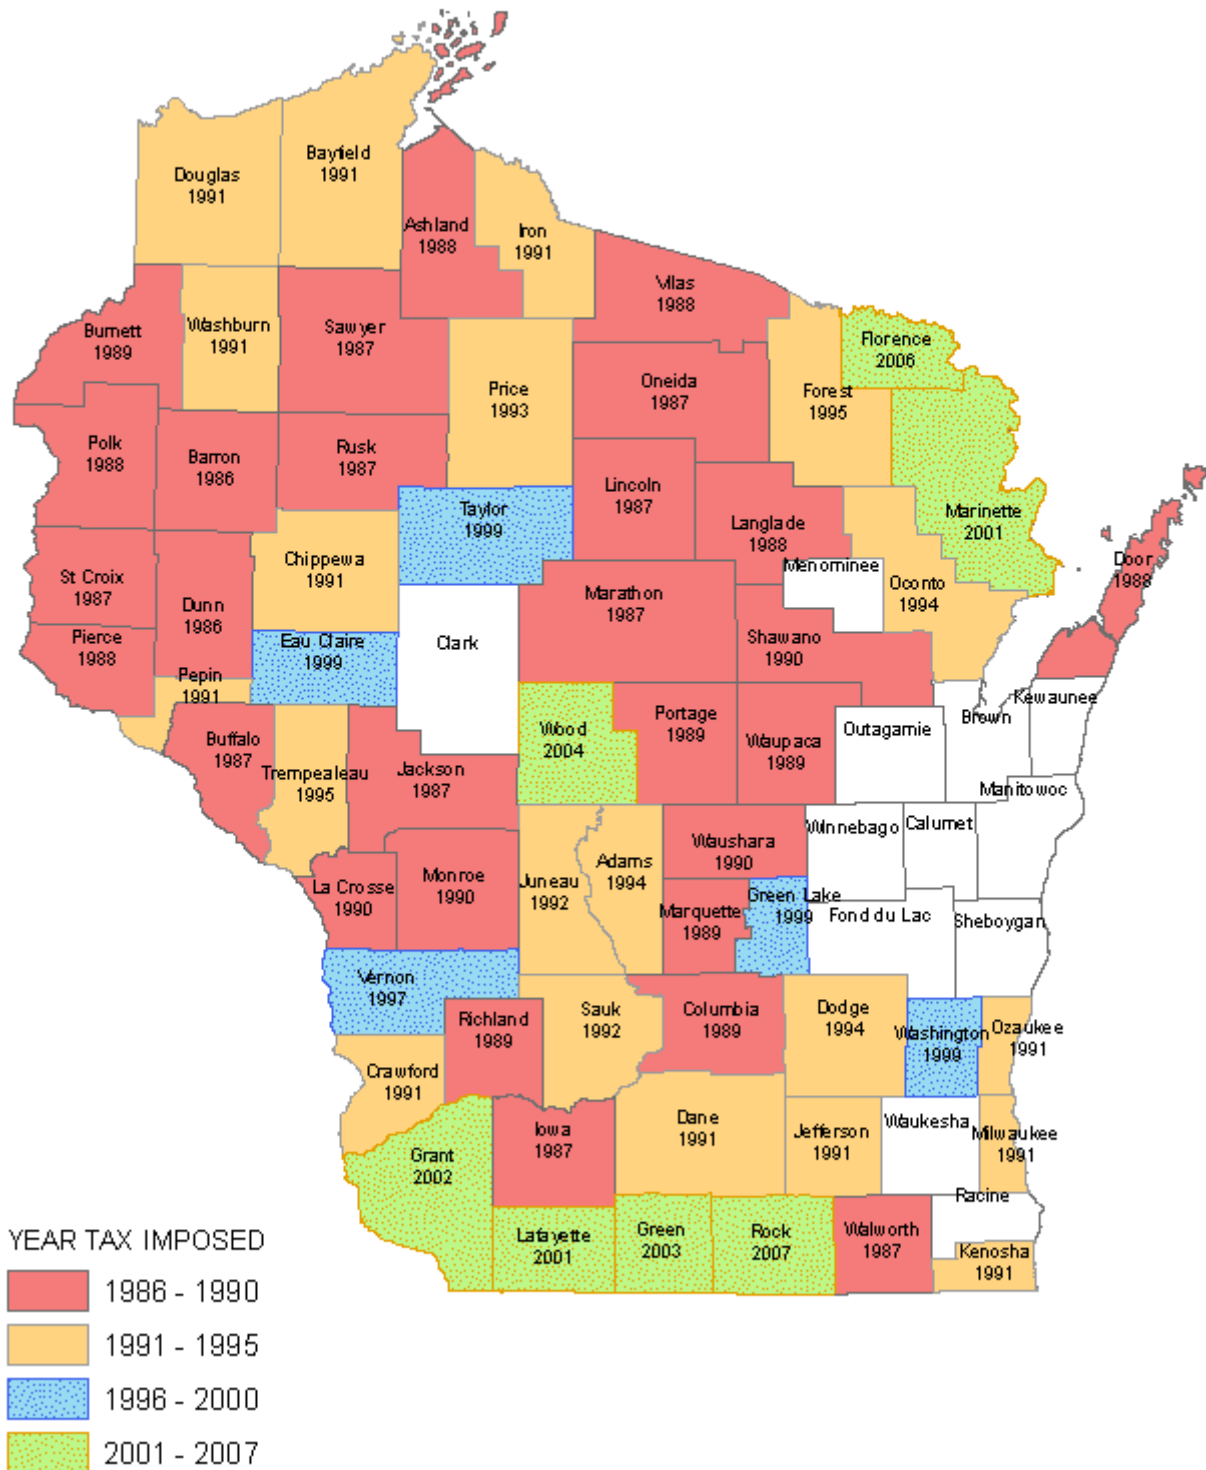 Bayfield
1991
Douglas
1991
Ashland
1988
Iron
1991
Vilas
1988
Burnett
1989
Washburn
1991
Sawyer
1987
Florence
2006
Price
1993
Oneida
1987
Forest
1995
Polk
1988
Barron
1986
Rusk
1987
Lincoln
1987
Taylor
1999
Langlade
1988
Marinette
2001
Door
1988
Chippewa
1991
Menominee
St Croix
1987
Dunn
1986
Marathon
1987
Oconto
1994
Pierce
1988
Eau Claire
1999
Clark
Shawano
1990
Pepin
1991
Kewaunee
Buffalo
1987
Wood
2004
Portage
1989
Waupaca
1989
Outagamie
Brown
Trempealeau
1995
Jackson
1987
Manitowoc
Winnebago
Calumet
Waushara
1990
La Crosse
1990
Monroe
1990
Juneau
1992
Adams
1994
Marquette
1989
Green Lake
1999
Fond du Lac
Sheboygan
Vernon
1997
Richland
1989
Sauk
1992
Columbia
1989
Dodge
1994
Washington
1999
Ozaukee
1991
Crawford
1991
Iowa
1987
Dane
1991
Jefferson
1991
Waukesha
Milwaukee
1991
Grant
2002
Racine
Lafayette
2001
Green
2003
Rock
2007
Walworth
1987
Kenosha
1991
YEAR TAX IMPOSED
1986 - 1990
1991 - 1995
1996 - 2000
2001 - 2007